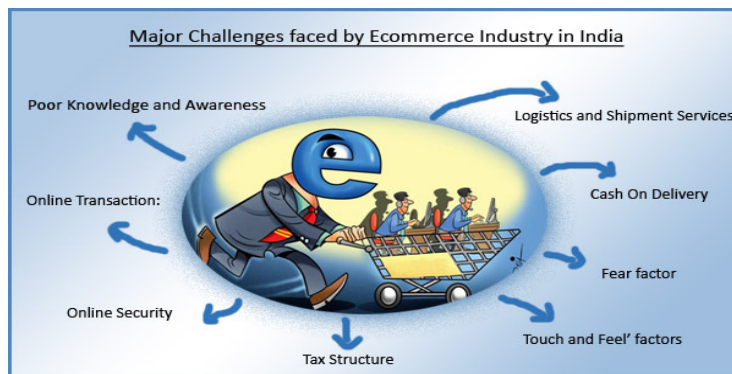 Major Challenges faced by Ecommerce Industry in India
Poor Knowledge and Awareness
Logistics and Shipment Services
Online Transaction:
Cash On Delivery
Fear factor
Online Security
Touch and Feel’ factors
Tax Structure
e